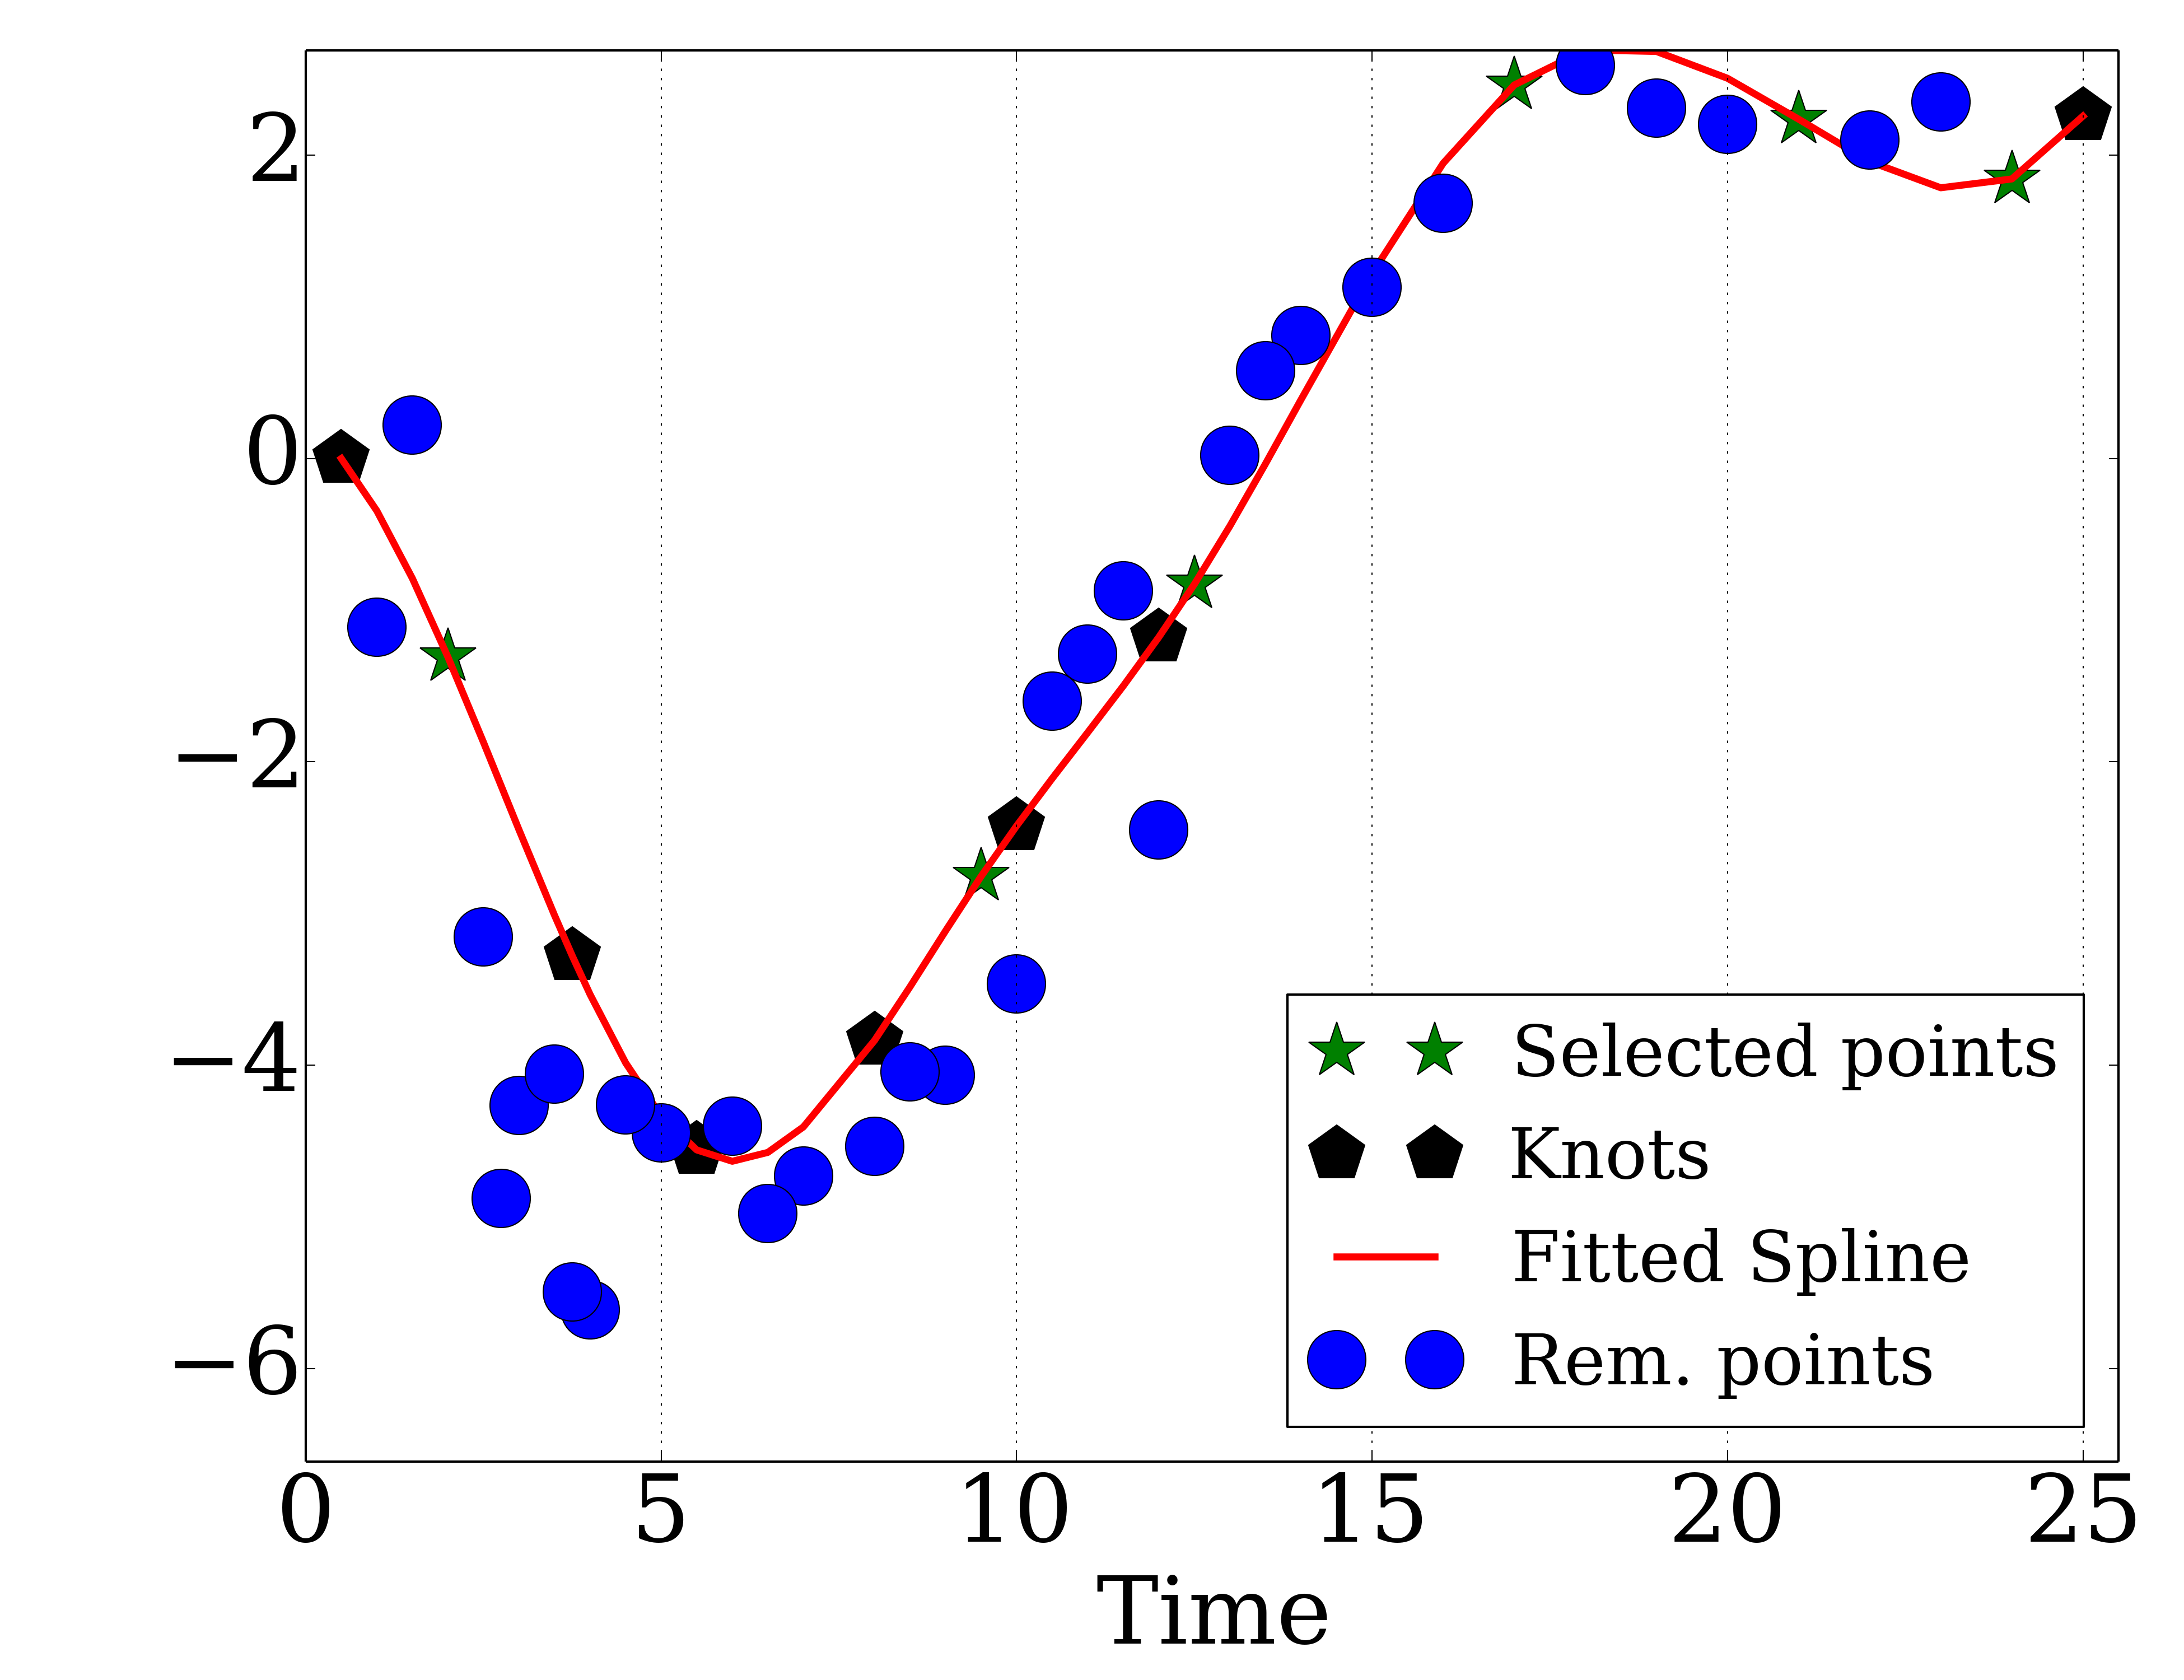 2
0
−2
−4
−6
0 5 10 15 20 25
Time
Selected points
Knots
Fitted Spline
Rem. points